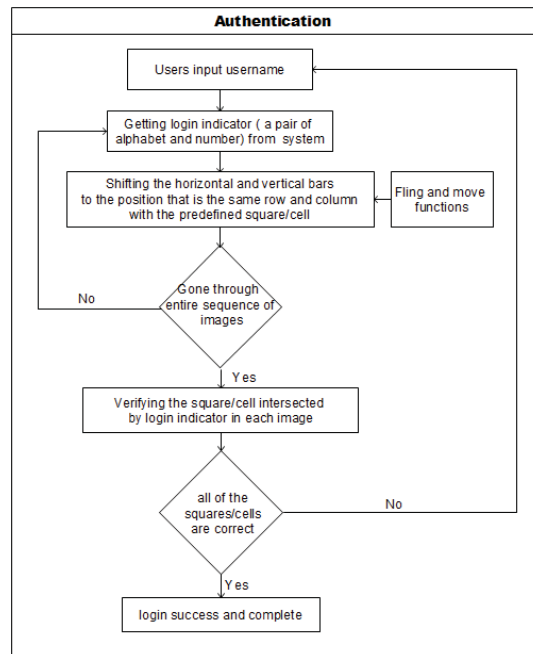 Authentication
Users input username
Getting login indicator ( a pair of
alphabet and number) from system
Shifting the horizontal and vertical bars
to the position that is the same row and column
with the predefined square/cell
Fling and move
functions
Gone through
entire sequence of
images
No
Yes
Verifying the square/cell intersected
by login indicator in each image
all of the
squares/cells
are correct
No
Yes
login success and complete